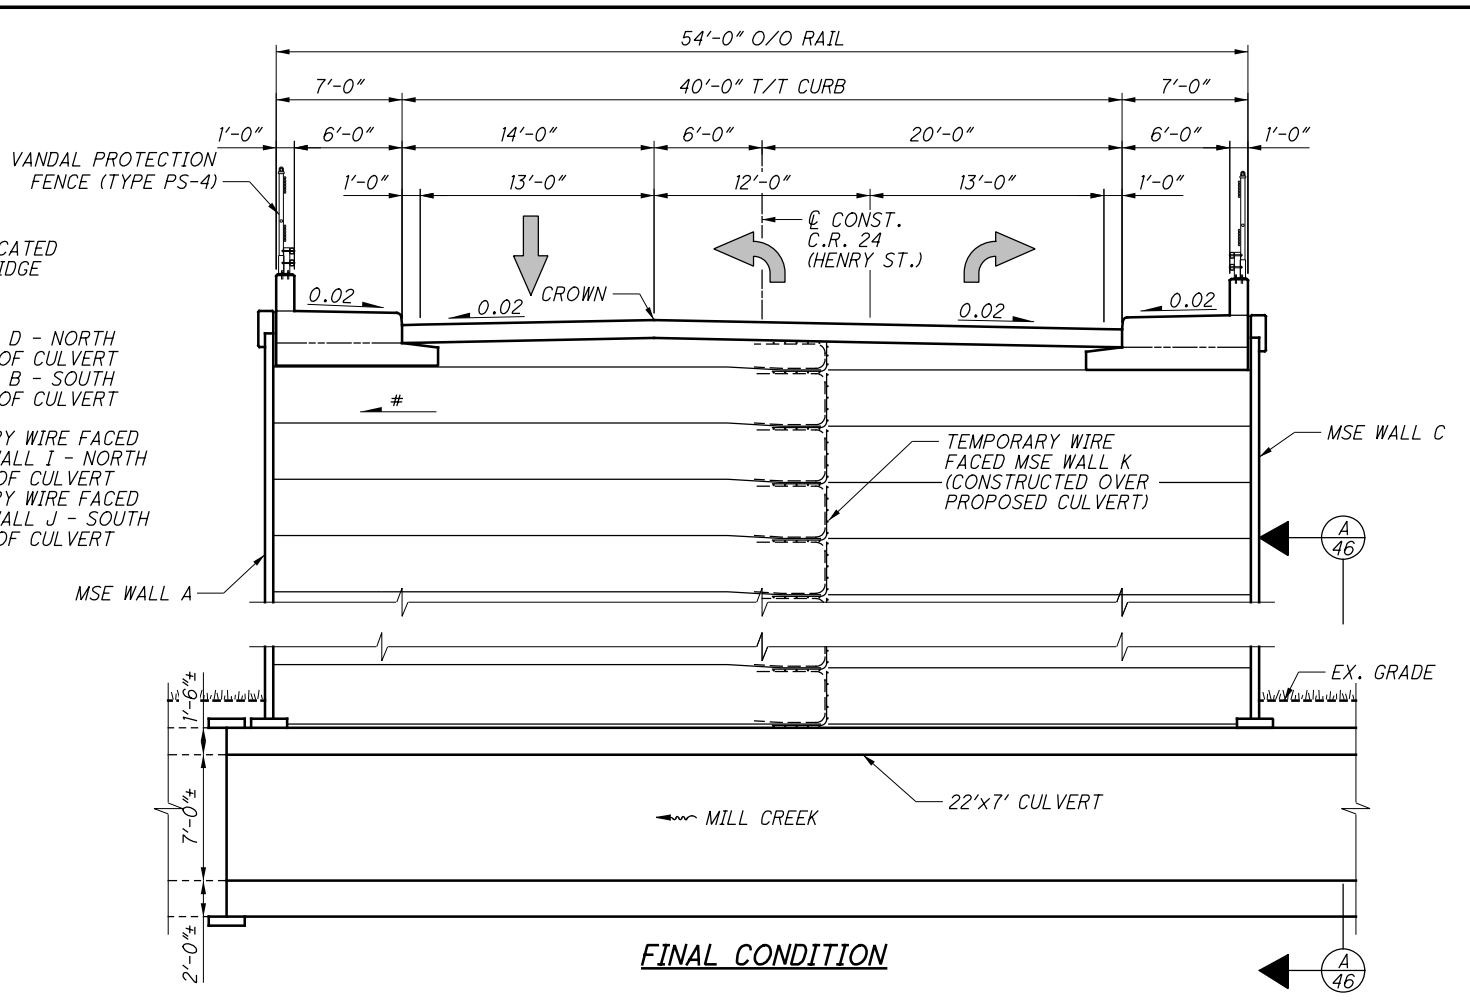 54'-0" O/O RAIL
7'-0"
40'-0" T/T CURB
7'-0"
1'-0"
6'-0"
14'-0"
6'-0"
20'-0"
6'-0"
1'-0"
VANDAL PROTECTION
FENCE (TYPE PS-4)
1'-0"
13'-0"
12'-0"
13'-0"
1'-0"
℄ CONST.
C.R. 24
(HENRY ST.)
CATED
IDGE
0.02
0.02
CROWN
0.02
0.02
D - NORTH
OF CULVERT
B - SOUTH
OF CULVERT
#
RY WIRE FACED
WALL I - NORTH
OF CULVERT
RY WIRE FACED
WALL J - SOUTH
OF CULVERT
TEMPORARY WIRE
FACED MSE WALL K
(CONSTRUCTED OVER
PROPOSED CULVERT)
MSE WALL C
A
46
MSE WALL A
EX. GRADE
1'-6"±
7'-0"±
2'-0"±
22'x7' CULVERT
MILL CREEK
FINAL CONDITION
A
46